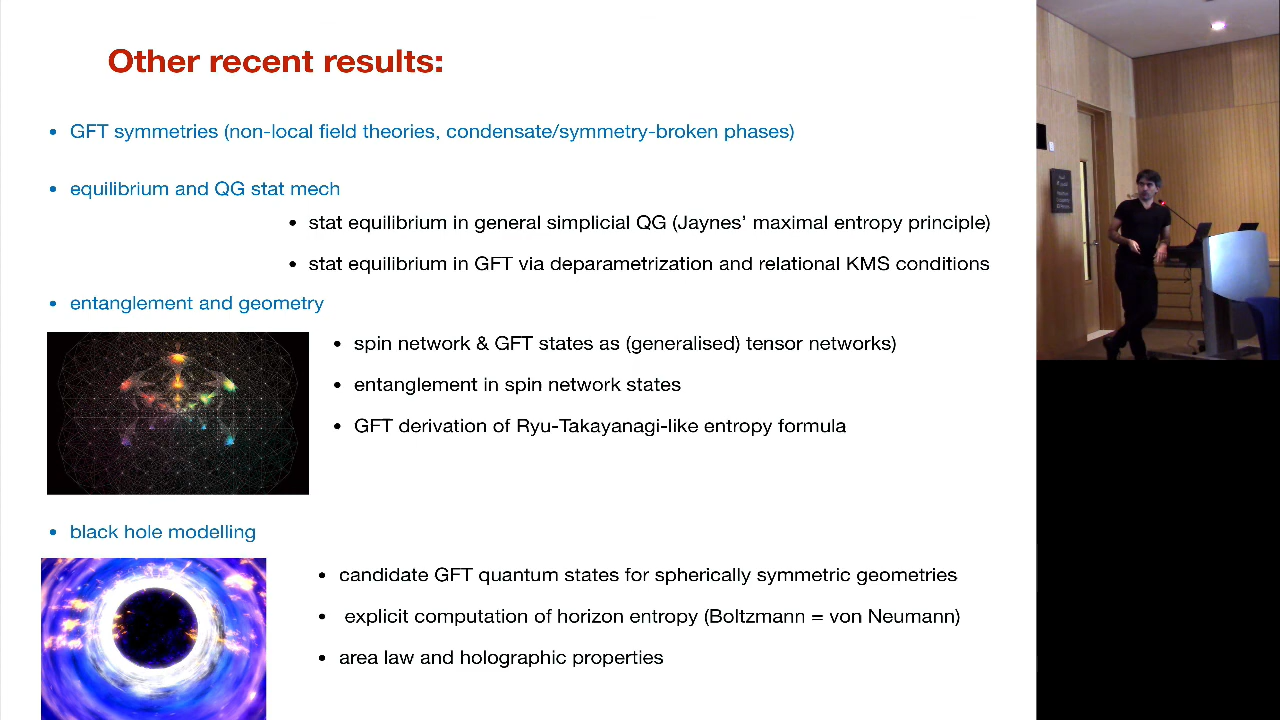 Other recent results:
• GFT symmetries (non-local field theories, condensate/symmetry-broken phases)
• equilibrium and QG stat mech
• stat equilibrium in general simplicial QG (Jaynes’ maximal entropy principle)
• stat equilibrium in GFT via deparametrization and relational KMS conditions
• entanglement and geometry
• spin network & GFT states as (generalised) tensor networks)
• entanglement in spin network states
• GFT derivation of Ryu-Takayanagi-like entropy formula
• black hole modelling
• candidate GFT quantum states for spherically symmetric geometries
• explicit computation of horizon entropy (Boltzmann = von Neumann)
• area law and holographic properties